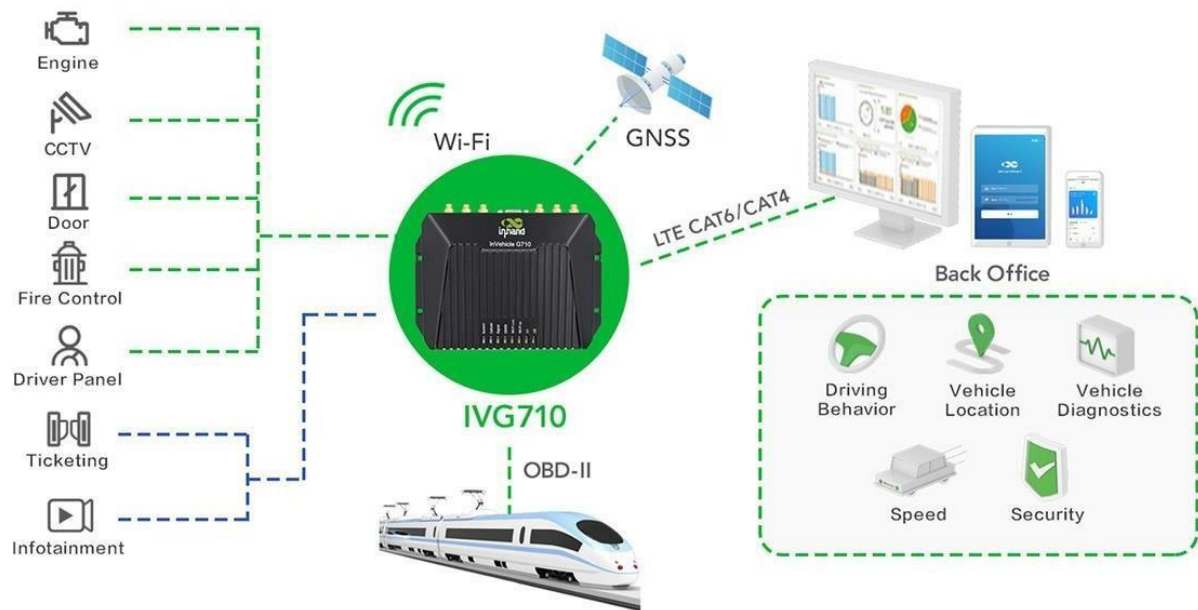 Engine
CCTV
Door
Fire Control
Driver Panel
Ticketing
Infotainment
Wi-Fi
GNSS
inhand
InVehicle G710
IVG710
OBD-II
LTE CAT6/CAT4
Back Office
Driving
Behavior
Vehicle
Location
Vehicle
Diagnostics
Speed
Security